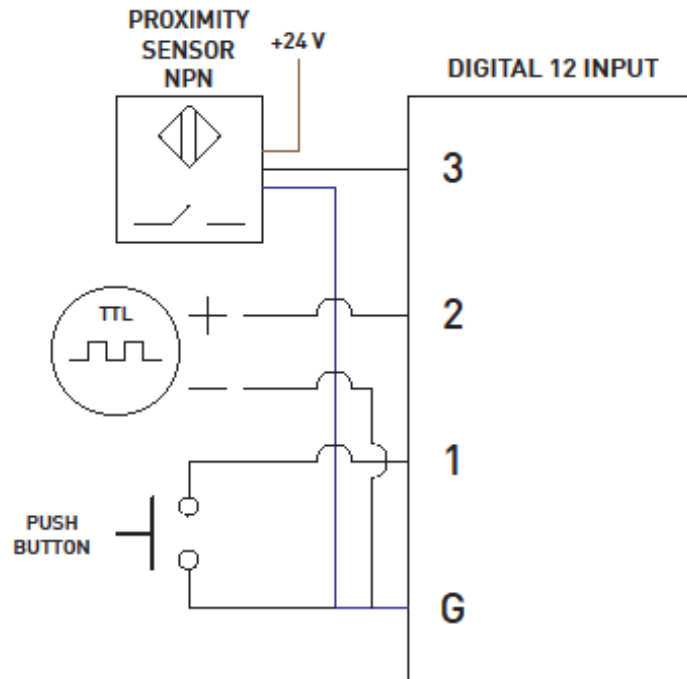 PROXIMITY
SENSOR
NPN
+24 V
DIGITAL 12 INPUT
3
TTL
+
2
−
1
PUSH
BUTTON
G